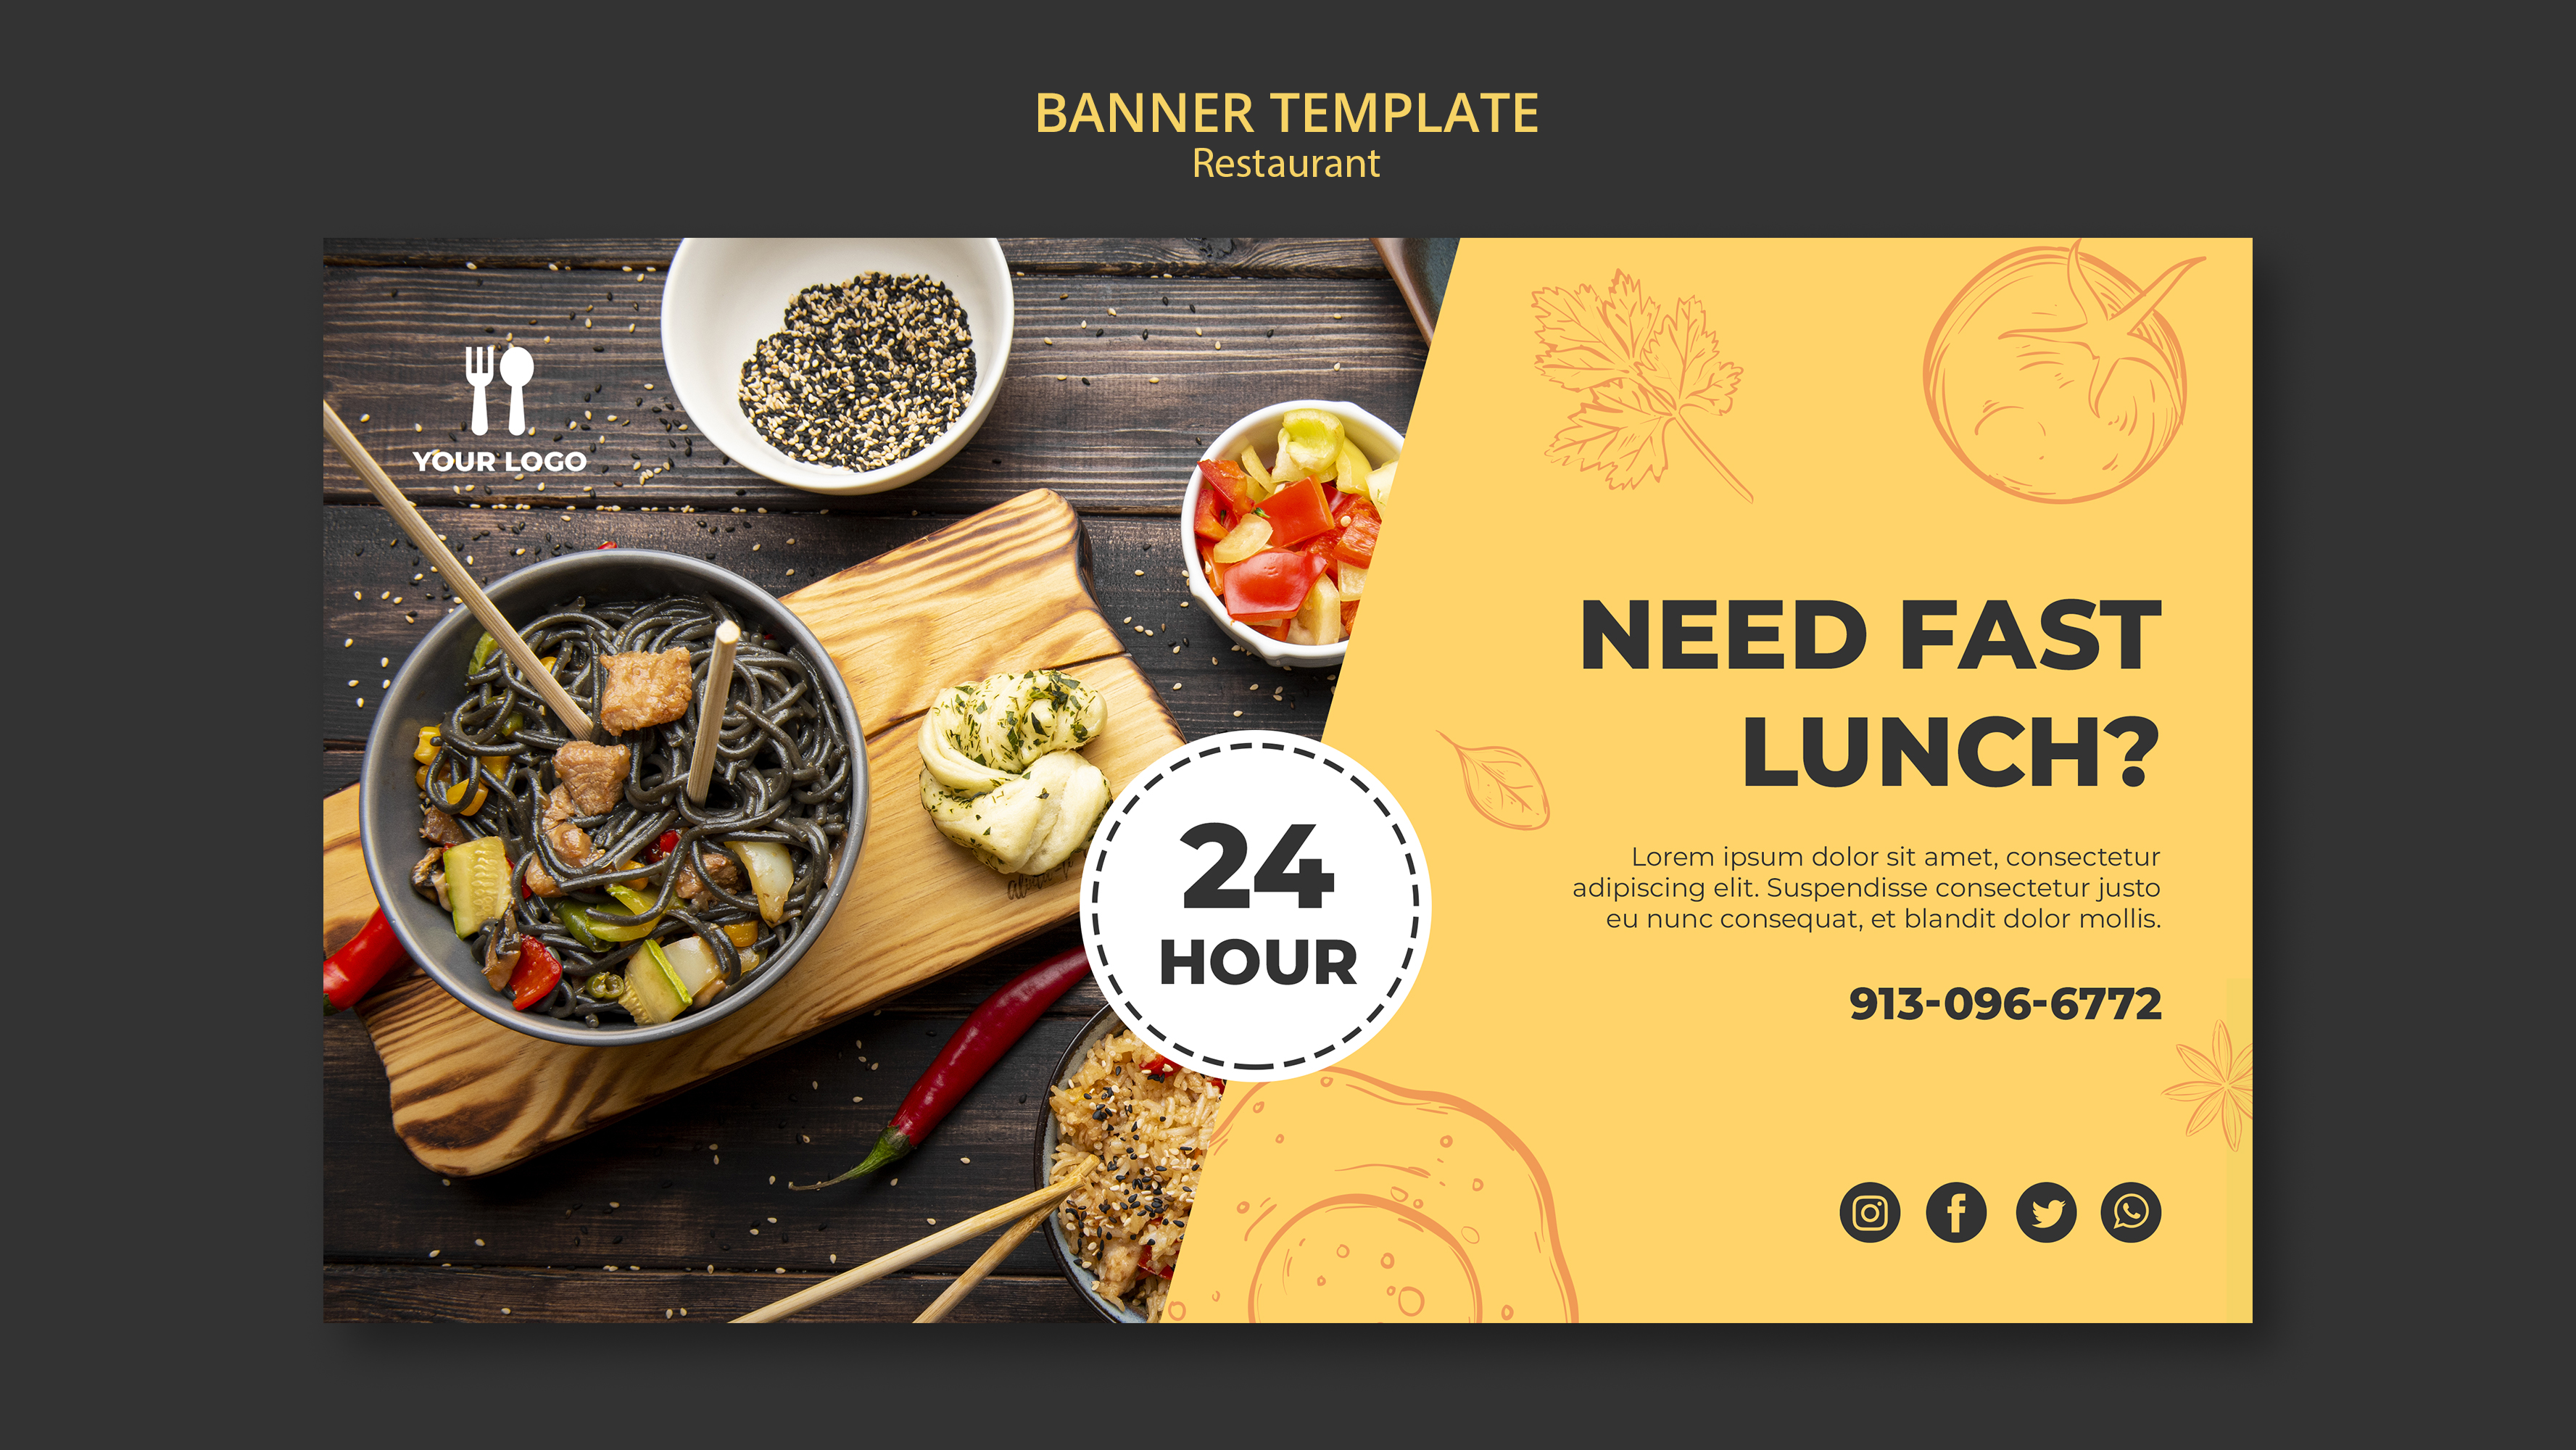 BANNER TEMPLATE
Restaurant
YOUR LOGO
NEED FAST
LUNCH?
24
HOUR
Lorem ipsum dolor sit amet, consectetur
adipiscing elit. Suspendisse consectetur justo
eu nunc consequat, et blandit dolor mollis.
913-096-6772